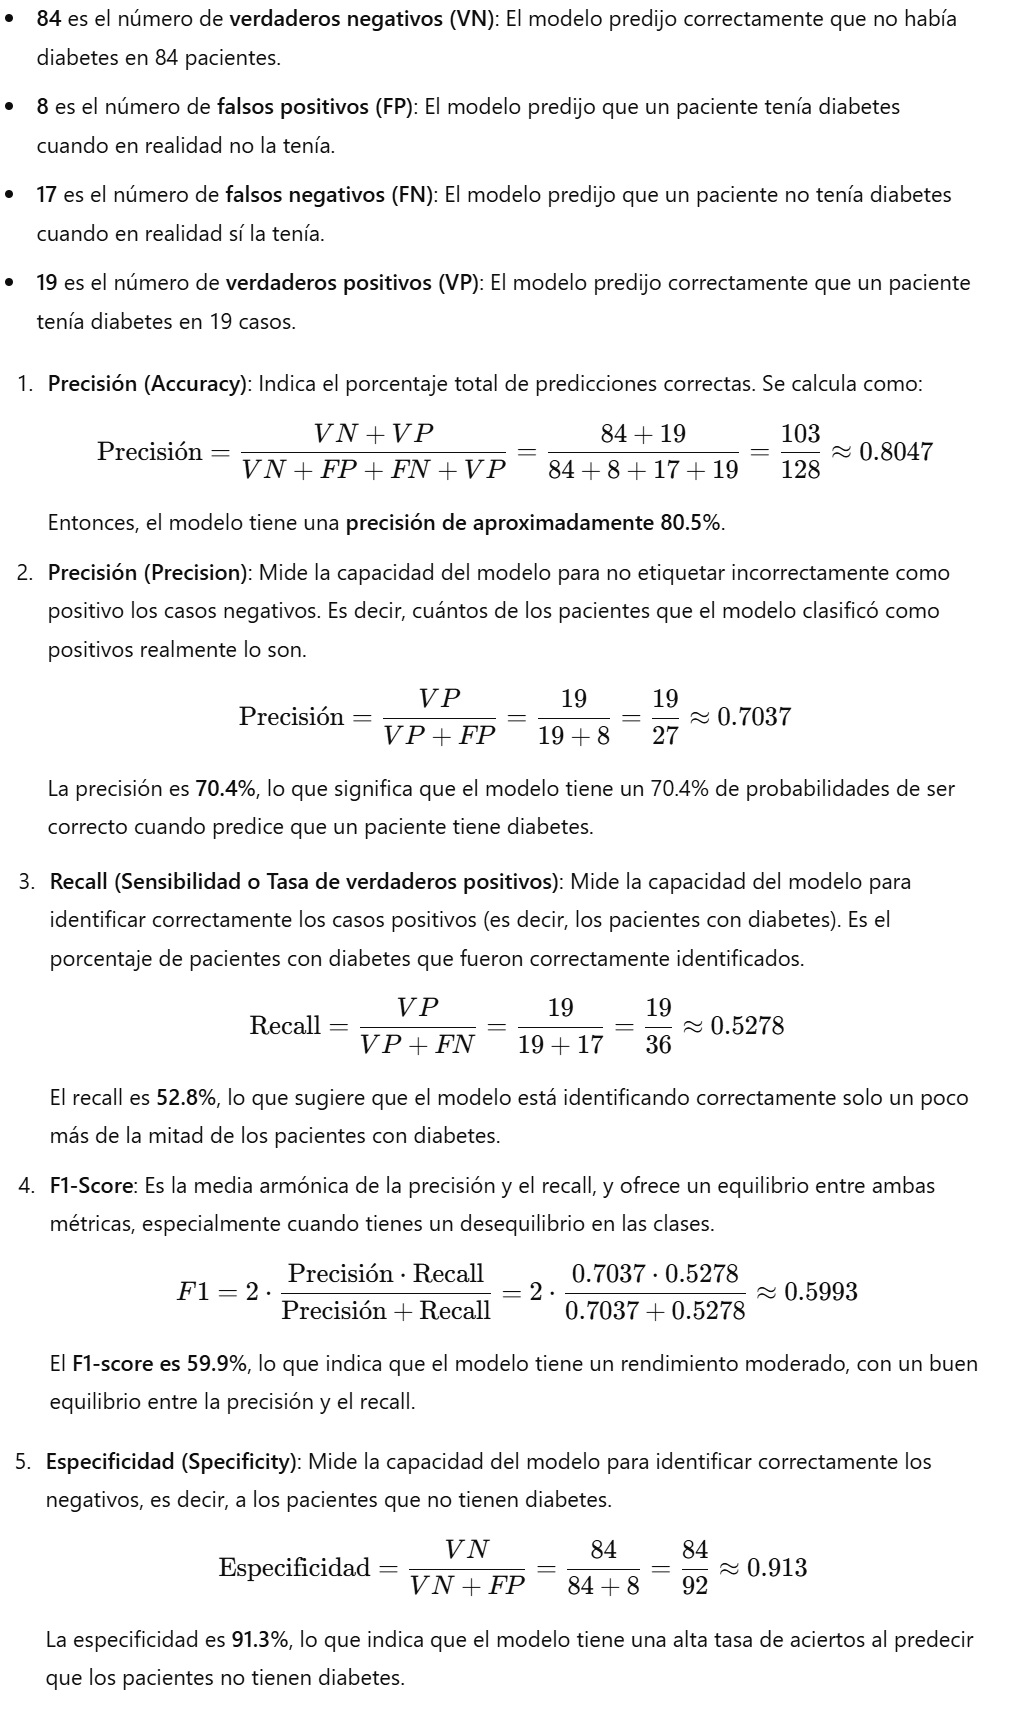 • 84 es el número de verdaderos negativos (VN): El modelo predijo correctamente que no había
diabetes en 84 pacientes.
• 8 es el número de falsos positivos (FP): El modelo predijo que un paciente tenía diabetes
cuando en realidad no la tenía.
• 17 es el número de falsos negativos (FN): El modelo predijo que un paciente no tenía diabetes
cuando en realidad sí la tenía.
• 19 es el número de verdaderos positivos (VP): El modelo predijo correctamente que un paciente
tenía diabetes en 19 casos.
1. Precisión (Accuracy): Indica el porcentaje total de predicciones correctas. Se calcula como:
Precisión = \frac{VN + VP}{VN + FP + FN + VP} = \frac{84 + 19}{84 + 8 + 17 + 19} = \frac{103}{128} ≈ 0.8047
Entonces, el modelo tiene una precisión de aproximadamente 80.5%.
2. Precisión (Precision): Mide la capacidad del modelo para no etiquetar incorrectamente como
positivo los casos negativos. Es decir, cuántos de los pacientes que el modelo clasificó como
positivos realmente lo son.
Precisión = \frac{VP}{VP + FP} = \frac{19}{19 + 8} = \frac{19}{27} ≈ 0.7037
La precisión es 70.4%, lo que significa que el modelo tiene un 70.4% de probabilidades de ser
correcto cuando predice que un paciente tiene diabetes.
3. Recall (Sensibilidad o Tasa de verdaderos positivos): Mide la capacidad del modelo para
identificar correctamente los casos positivos (es decir, los pacientes con diabetes). Es el
porcentaje de pacientes con diabetes que fueron correctamente identificados.
Recall = \frac{VP}{VP + FN} = \frac{19}{19 + 17} = \frac{19}{36} ≈ 0.5278
El recall es 52.8%, lo que sugiere que el modelo está identificando correctamente solo un poco
más de la mitad de los pacientes con diabetes.
4. F1-Score: Es la media armónica de la precisión y el recall, y ofrece un equilibrio entre ambas
métricas, especialmente cuando tienes un desequilibrio en las clases.
F1 = 2 · \frac{Precisión · Recall}{Precisión + Recall} = 2 · \frac{0.7037 · 0.5278}{0.7037 + 0.5278} ≈ 0.5993
El F1-score es 59.9%, lo que indica que el modelo tiene un rendimiento moderado, con un buen
equilibrio entre la precisión y el recall.
5. Especificidad (Specificity): Mide la capacidad del modelo para identificar correctamente los
negativos, es decir, a los pacientes que no tienen diabetes.
Especificidad = \frac{VN}{VN + FP} = \frac{84}{84 + 8} = \frac{84}{92} ≈ 0.913
La especificidad es 91.3%, lo que indica que el modelo tiene una alta tasa de aciertos al predecir
que los pacientes no tienen diabetes.